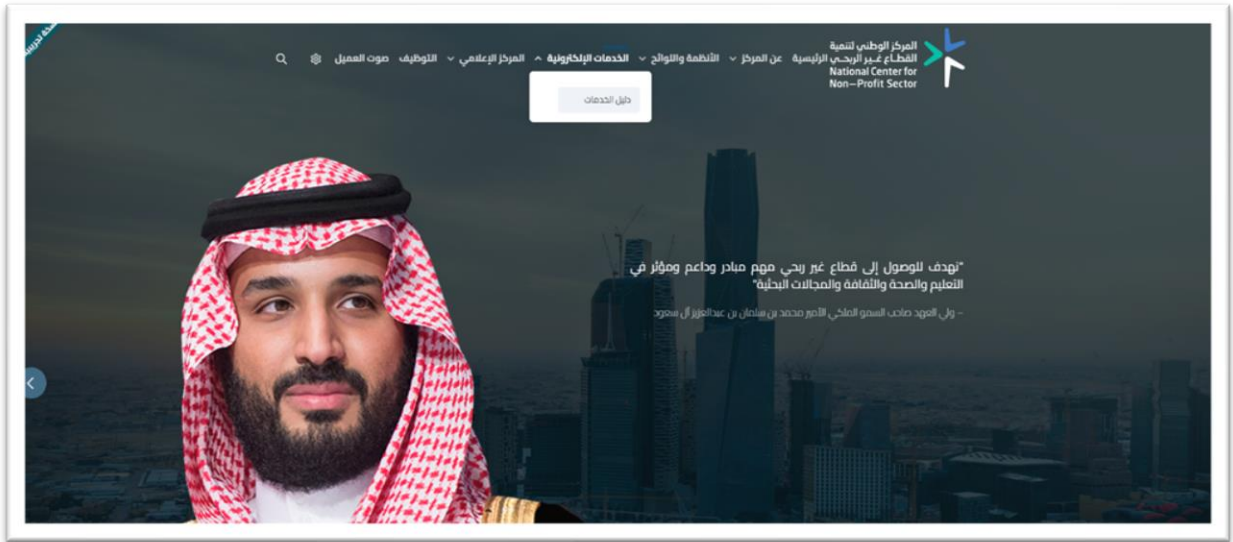 نسخة تجريبية
المركز الوطني لتنمية
القطاع غير الربحي
National Center for
Non-Profit Sector
الرئيسية عن المركز الأنظمة واللوائح الخدمات الإلكترونية المركز الإعلامي التوظيف صوت العميل
دليل الخدمات
"نهدف للوصول إلى قطاع غير ربحي مهم مبادر وداعم ومؤثر في
التعليم والصحة والثقافة والمجالات البحثية"
– ولي العهد صاحب السمو الملكي الأمير محمد بن سلمان بن عبدالعزيز آل سعود